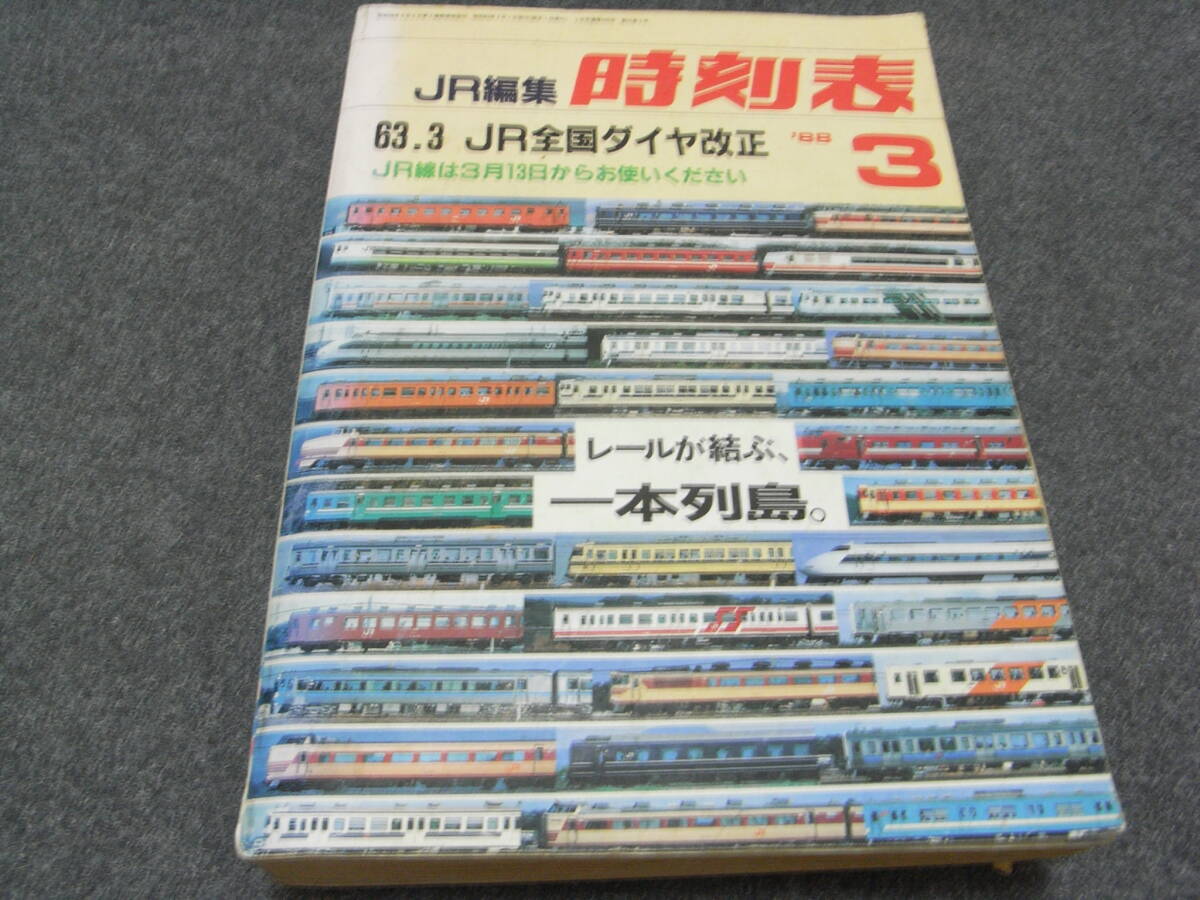 JR編集 時刻表
63.3 JR全国ダイヤ改正 '88 3
JR線は3月13日からお使いください
レールが結ぶ、
一本列島。